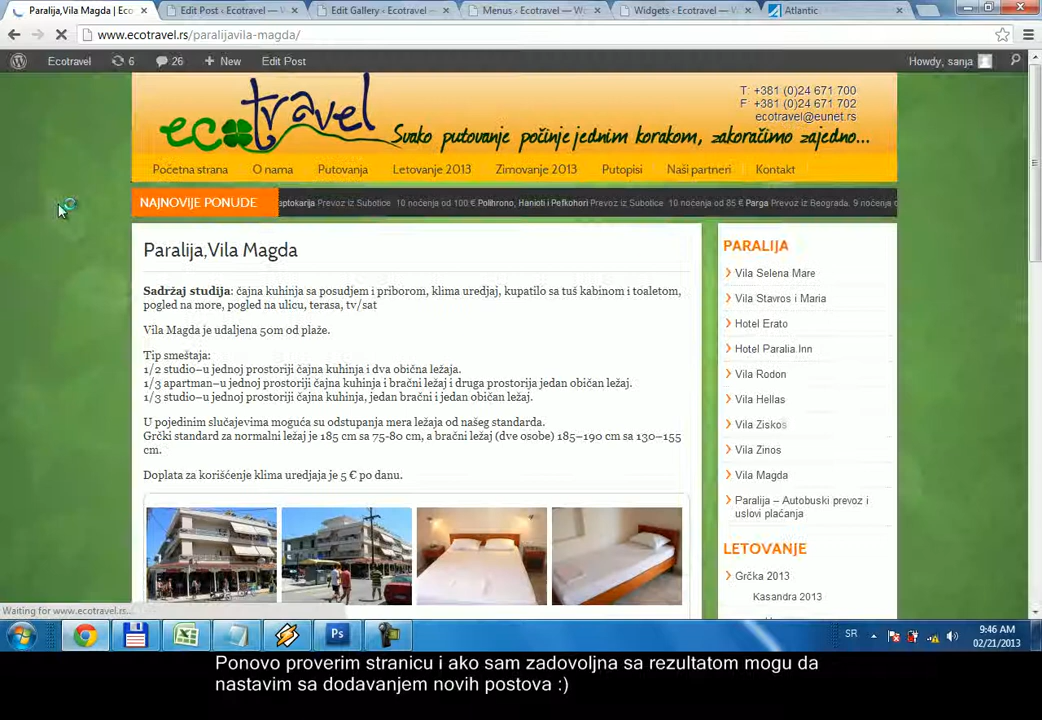 Paralija,Vila Magda | Eco
Edit Post ‹ Ecotravel — W
Edit Gallery ‹ Ecotravel —
Menus ‹ Ecotravel — Wo
Widgets ‹ Ecotravel — W
Atlantic
www.ecotravel.rs/paralijavila-magda/
Ecotravel 6 26 + New Edit Post Howdy, sanja
ecotravel
T: +381 (0)24 671 700
F: +381 (0)24 671 702
ecotravel@eunet.rs
Svako putovanje počinje jednim korakom, zakoračimo zajedno...
Početna strana O nama Putovanja Letovanje 2013 Zimovanje 2013 Putopisi Naši partneri Kontakt
NAJNOVIJE PONUDE
aptokarija Prevoz iz Subotice 10 noćenja od 100 € Polihrono, Hanioti i Pefkohori Prevoz iz Subotice 10 noćenja od 85 € Parga Prevoz iz Beograda. 9 noćenja
Paralija,Vila Magda
Sadržaj studija: čajna kuhinja sa posudjem i priborom, klima uredjaj, kupatilo sa tuš kabinom i toaletom,
pogled na more, pogled na ulicu, terasa, tv/sat
Vila Magda je udaljena 50m od plaže.
Tip smeštaja:
1/2 studio–u jednoj prostoriji čajna kuhinja i dva obična ležaja.
1/3 apartman–u jednoj prostoriji čajna kuhinja i bračni ležaj i druga prostorija jedan običan ležaj.
1/3 studio–u jednoj prostoriji čajna kuhinja, jedan bračni i jedan običan ležaj.
U pojedinim slučajevima moguća su odstupanja mera ležaja od našeg standarda.
Grčki standard za normalni ležaj je 185 cm sa 75-80 cm, a bračni ležaj (dve osobe) 185–190 cm sa 130–155
cm.
Doplata za korišćenje klima uredjaja je 5 € po danu.
PARALIJA
Vila Selena Mare
Vila Stavros i Maria
Hotel Erato
Hotel Paralia Inn
Vila Rodon
Vila Hellas
Vila Ziskos
Vila Zinos
Vila Magda
Paralija – Autobuski prevoz i
uslovi plaćanja
LETOVANJE
Grčka 2013
Kasandra 2013
Waiting for www.ecotravel.rs...
Ps
SR
9:46 AM
02/21/2013
Ponovo proverim stranicu i ako sam zadovoljna sa rezultatom mogu da
nastavim sa dodavanjem novih postova :)